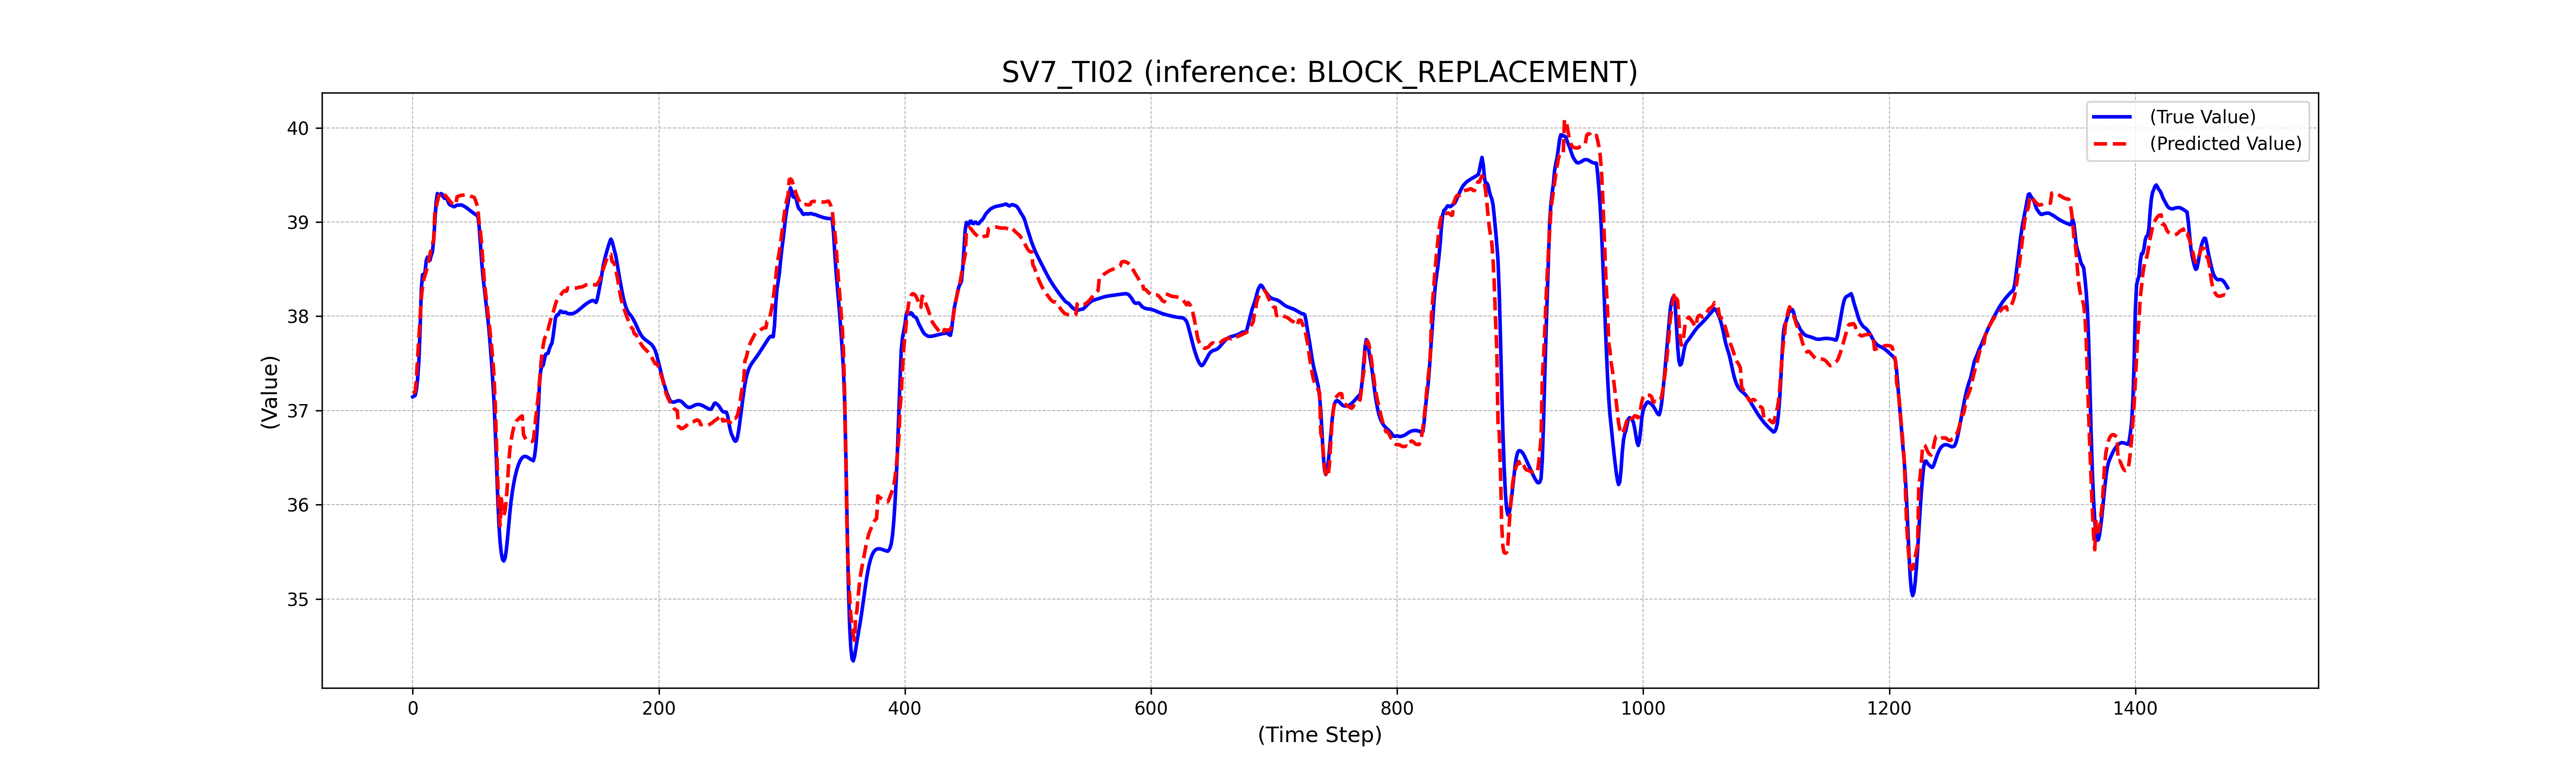 SV7_TI02 (inference: BLOCK_REPLACEMENT)
(True Value)
(Predicted Value)
40
39
38
37
36
35
(Value)
0 200 400 600 800 1000 1200 1400
(Time Step)